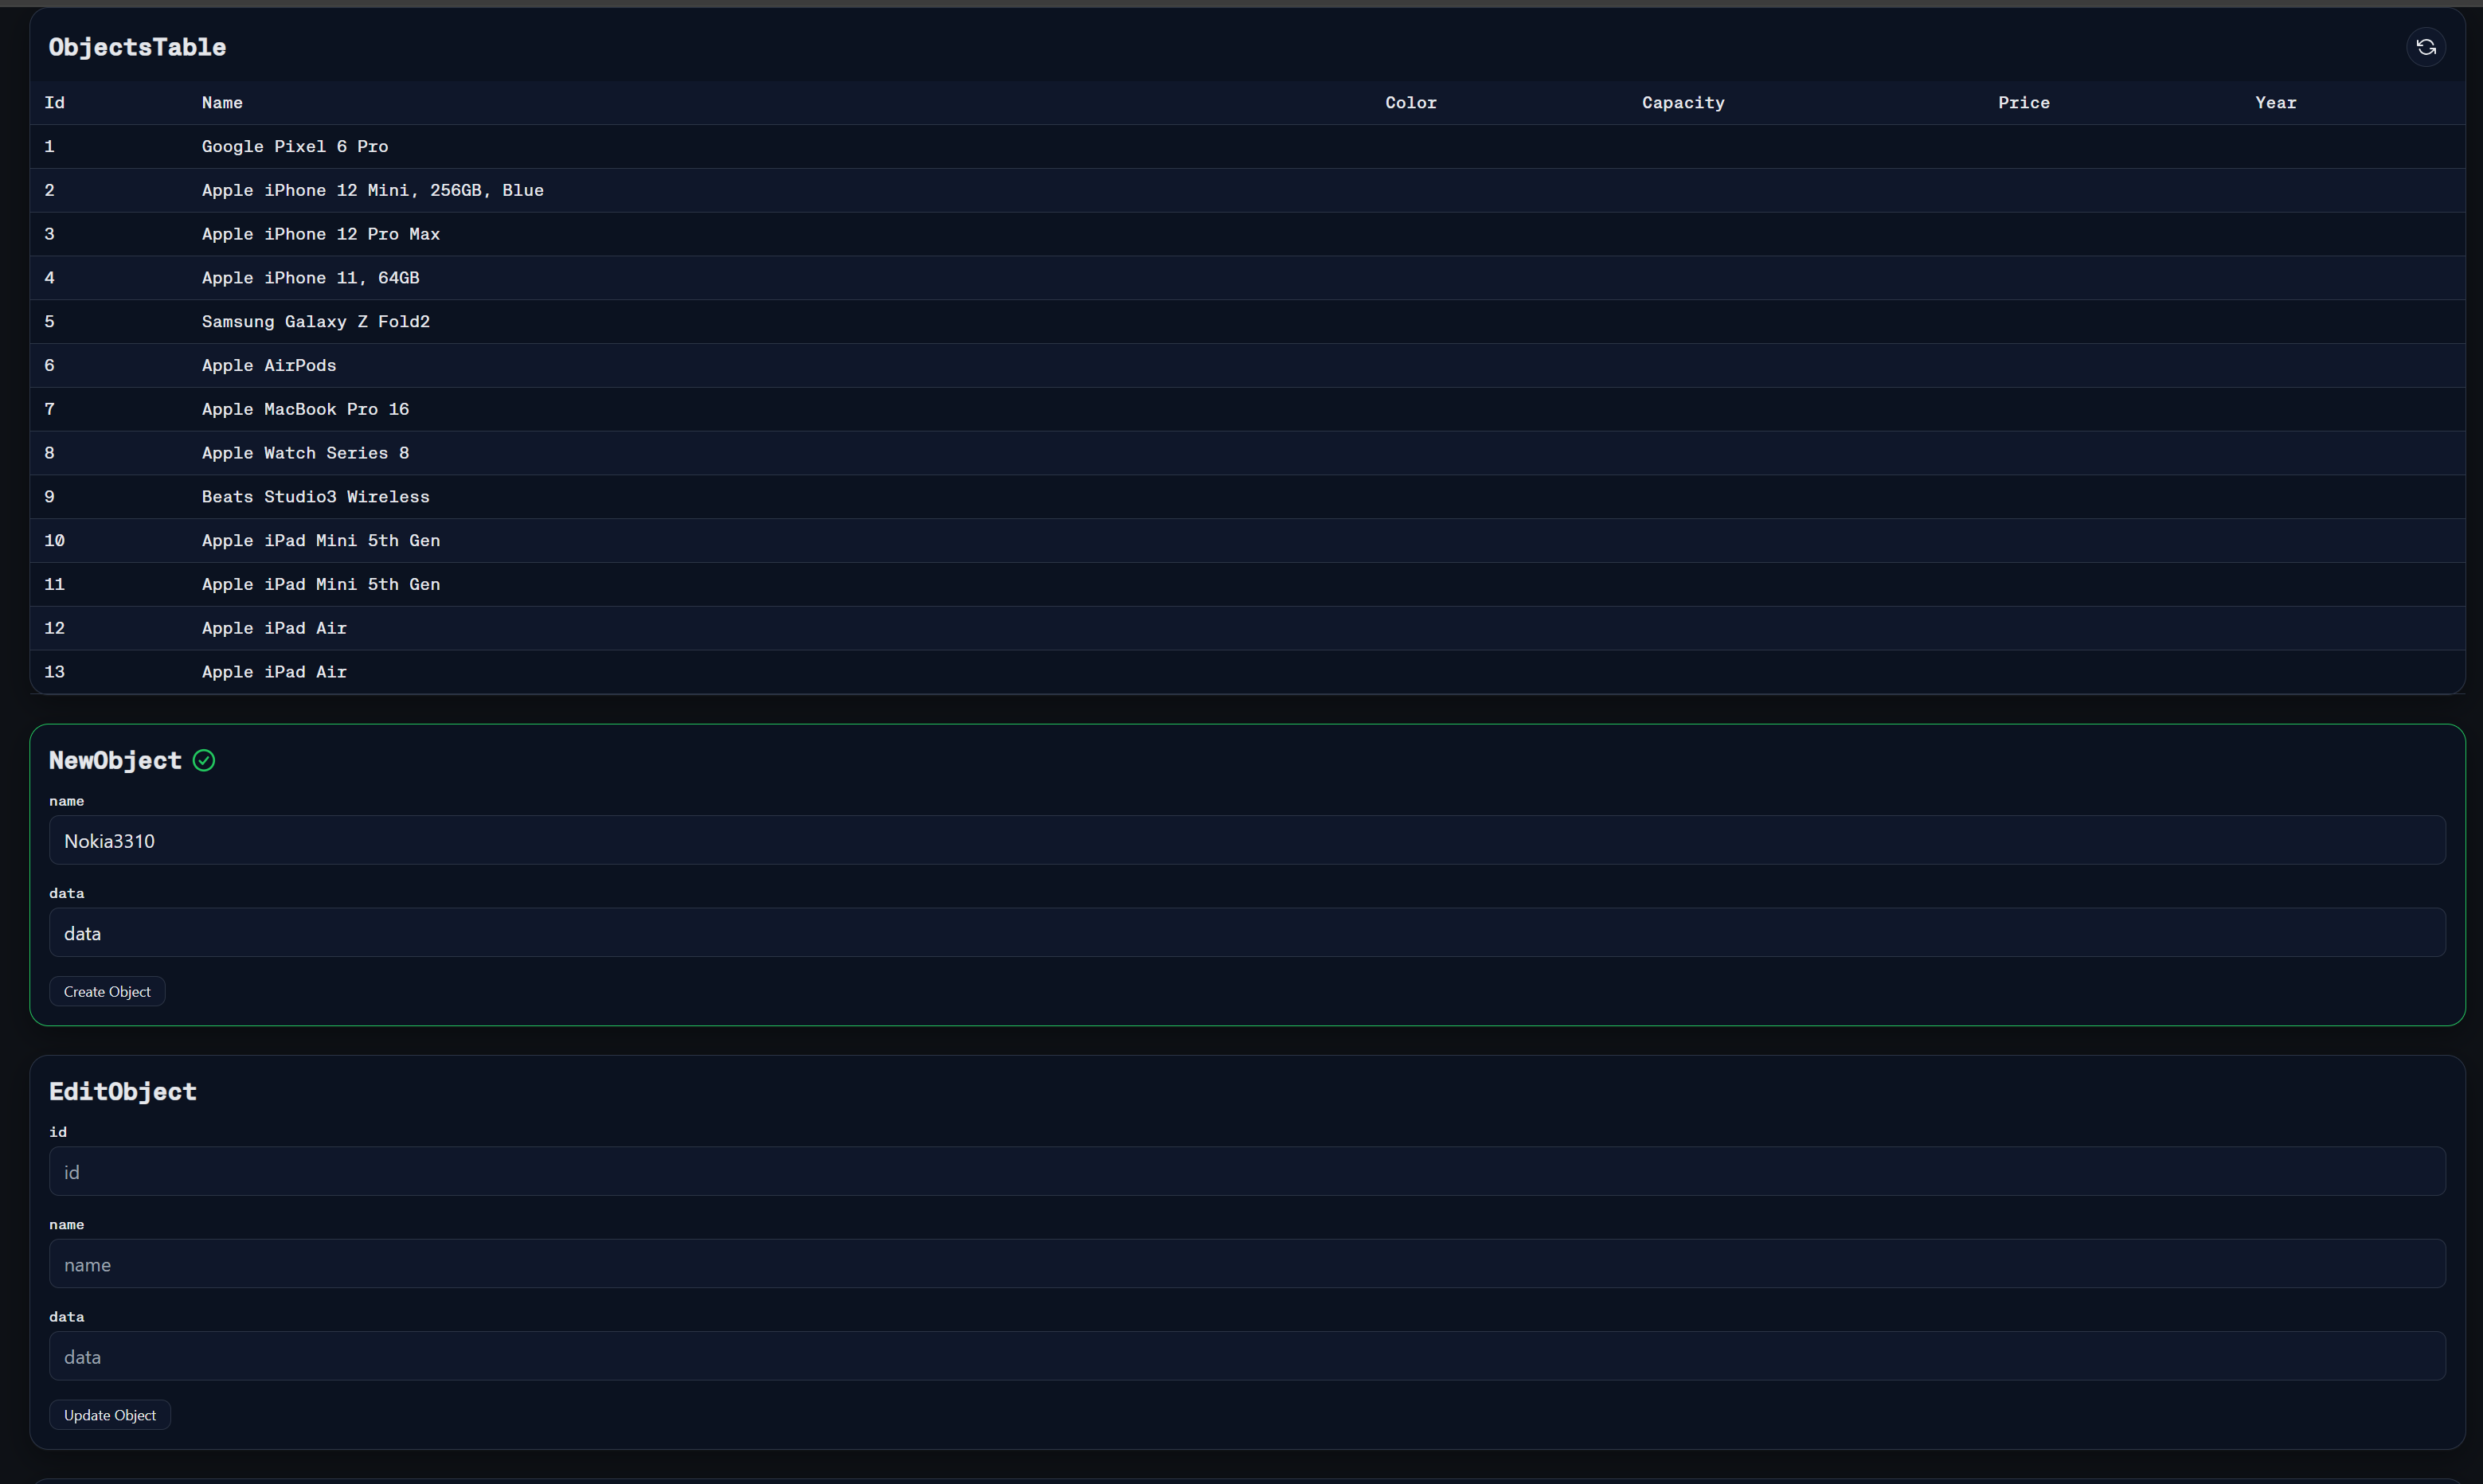 ObjectsTable
Id Name Color Capacity Price Year
1 Google Pixel 6 Pro
2 Apple iPhone 12 Mini, 256GB, Blue
3 Apple iPhone 12 Pro Max
4 Apple iPhone 11, 64GB
5 Samsung Galaxy Z Fold2
6 Apple AirPods
7 Apple MacBook Pro 16
8 Apple Watch Series 8
9 Beats Studio3 Wireless
10 Apple iPad Mini 5th Gen
11 Apple iPad Mini 5th Gen
12 Apple iPad Air
13 Apple iPad Air
NewObject
name
Nokia3310
data
data
Create Object
EditObject
id
id
name
name
data
data
Update Object